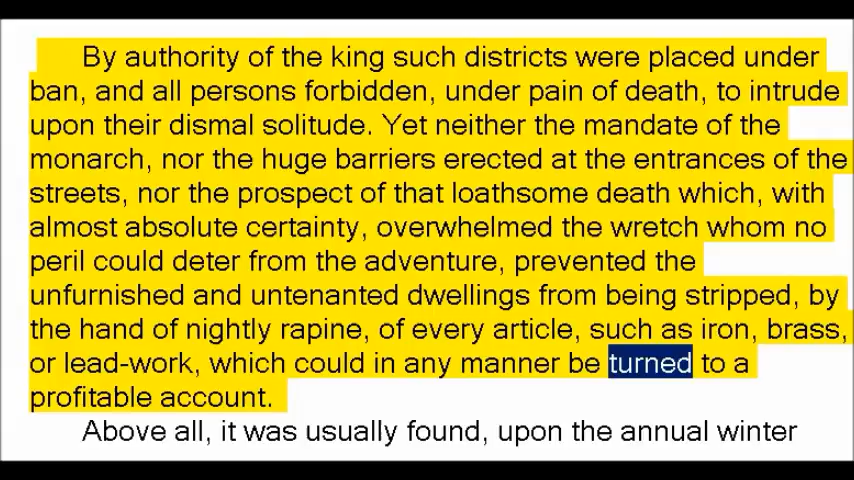 By authority of the king such districts were placed under
ban, and all persons forbidden, under pain of death, to intrude
upon their dismal solitude. Yet neither the mandate of the
monarch, nor the huge barriers erected at the entrances of the
streets, nor the prospect of that loathsome death which, with
almost absolute certainty, overwhelmed the wretch whom no
peril could deter from the adventure, prevented the
unfurnished and untenanted dwellings from being stripped, by
the hand of nightly rapine, of every article, such as iron, brass,
or lead-work, which could in any manner be turned to a
profitable account.
Above all, it was usually found, upon the annual winter